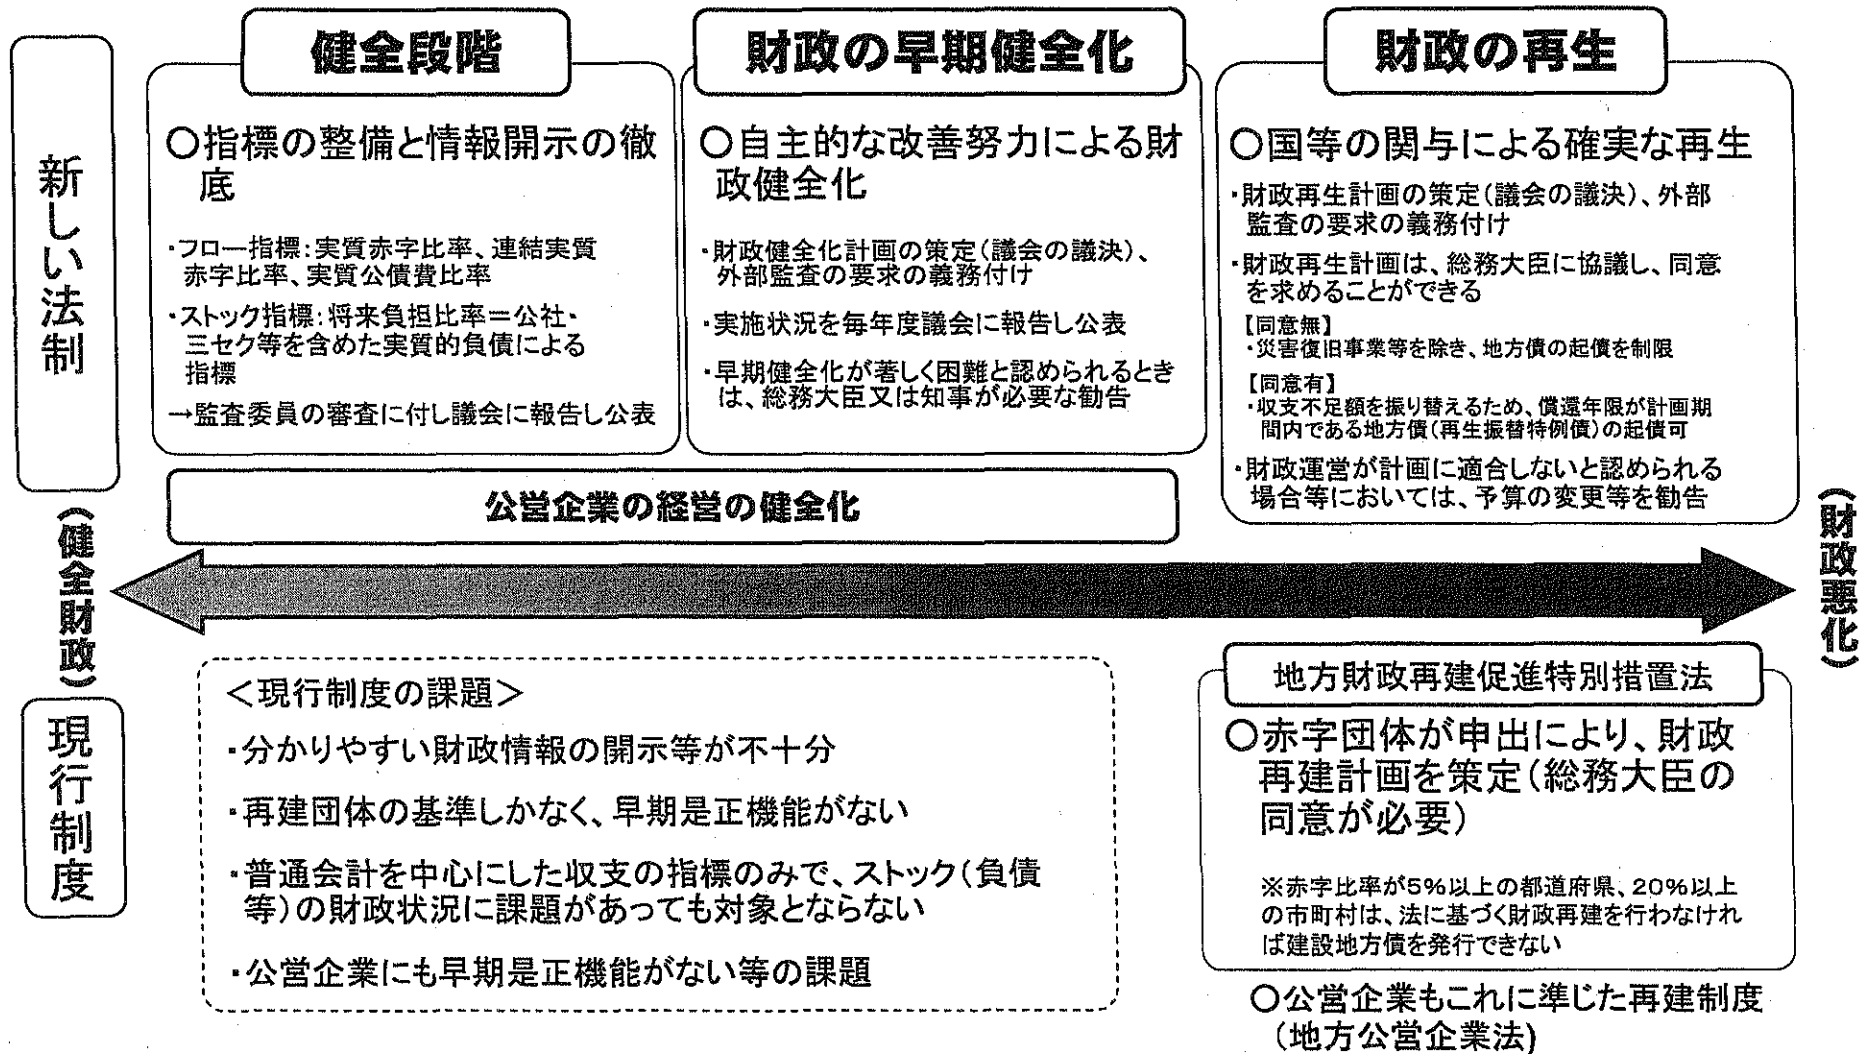 新しい法制
健全段階
〇指標の整備と情報開示の徹
底
・フロー指標：実質赤字比率、連結実質
赤字比率、実質公債費比率
・ストック指標：将来負担比率＝公社・
三セク等を含めた実質的負債による
指標
→監査委員の審査に付し議会に報告し公表
財政の早期健全化
〇自主的な改善努力による財
政健全化
・財政健全化計画の策定（議会の議決）、
外部監査の要求の義務付け
・実施状況を毎年度議会に報告し公表
・早期健全化が著しく困難と認められるとき
は、総務大臣又は知事が必要な勧告
財政の再生
〇国等の関与による確実な再生
・財政再生計画の策定（議会の議決）、外部
監査の要求の義務付け
・財政再生計画は、総務大臣に協議し、同意
を求めることができる
【同意無】
・災害復旧事業等を除き、地方債の起債を制限
【同意有】
・収支不足額を振り替えるため、償還年限が計画期
間内である地方債（再生振替特例債）の起債可
・財政運営が計画に適合しないと認められる
場合等においては、予算の変更等を勧告
公営企業の経営の健全化
（健全財政）
（財政悪化）
現行制度
＜現行制度の課題＞
・分かりやすい財政情報の開示等が不十分
・再建団体の基準しかなく、早期是正機能がない
・普通会計を中心にした収支の指標のみで、ストック（負債
等）の財政状況に課題があっても対象とならない
・公営企業にも早期是正機能がない等の課題
地方財政再建促進特別措置法
〇赤字団体が申出により、財政
再建計画を策定（総務大臣の
同意が必要）
※赤字比率が5%以上の都道府県、20%以上
の市町村は、法に基づく財政再建を行わなけれ
ば建設地方債を発行できない
〇公営企業もこれに準じた再建制度
（地方公営企業法）